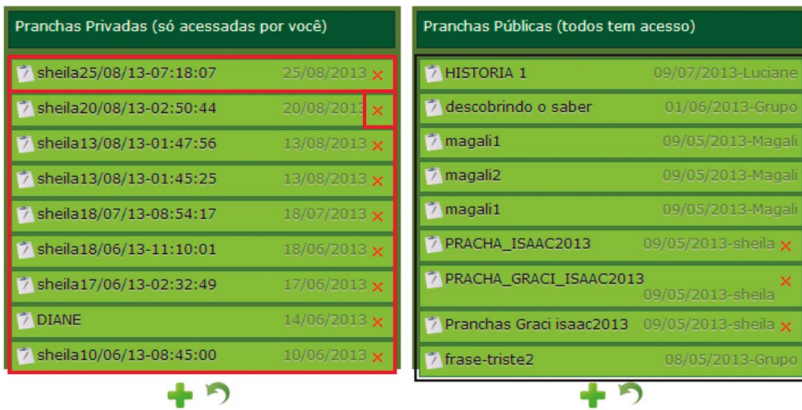 Pranchas Privadas (só acessadas por você)
sheila25/08/13-07:18:07 25/08/2013
sheila20/08/13-02:50:44 20/08/2013
sheila13/08/13-01:47:56 13/08/2013
sheila13/08/13-01:45:25 13/08/2013
sheila18/07/13-08:54:17 18/07/2013
sheila18/06/13-11:10:01 18/06/2013
sheila17/06/13-02:32:49 17/06/2013
DIANE 14/06/2013
sheila10/06/13-08:45:00 10/06/2013
Pranchas Públicas (todos tem acesso)
HISTORIA 1 09/07/2013-Luciane
descobrindo o saber 01/06/2013-Grupo
magali1 09/05/2013-Magali
magali2 09/05/2013-Magali
magali1 09/05/2013-Magali
PRACHA_ISAAC2013 09/05/2013-sheila
PRACHA_GRACI_ISAAC2013
09/05/2013-sheila
Pranchas Graci isaac2013 09/05/2013-sheila
frase-triste2 08/05/2013-Grupo